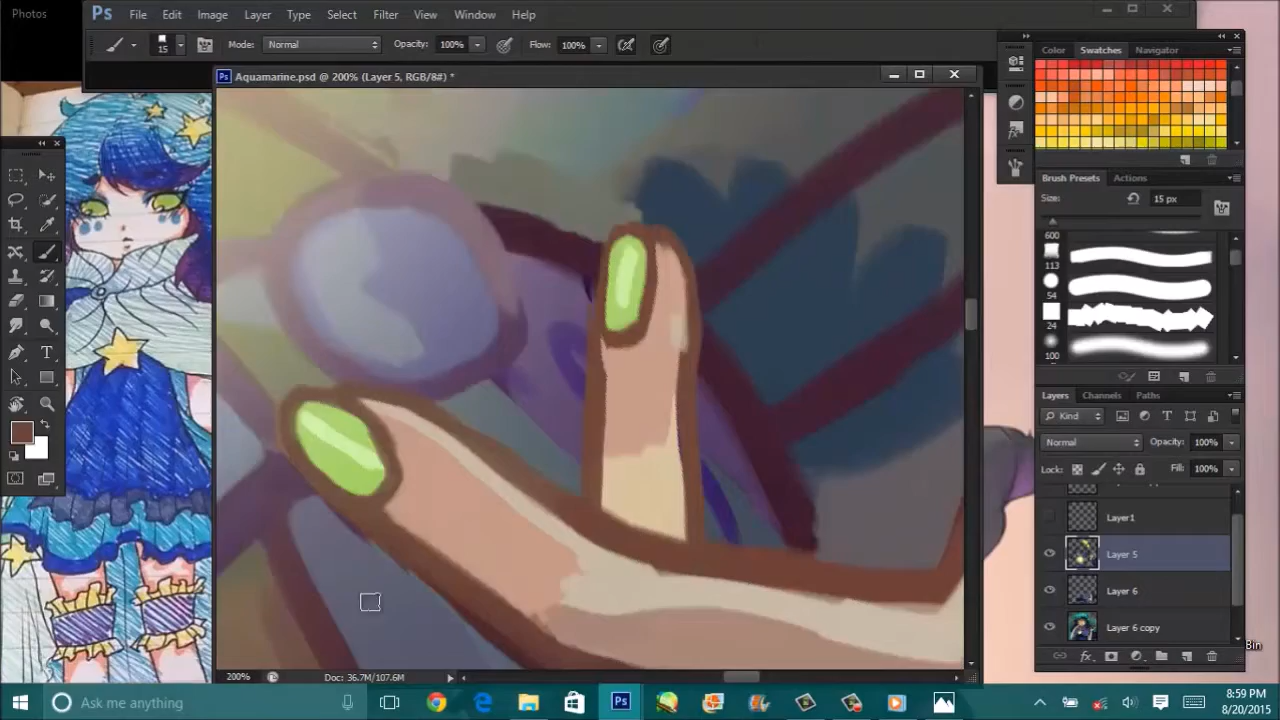 Photos
Ps File Edit Image Layer Type Select Filter View Window Help
15 Mode: Normal Opacity: 100% Flow: 100%
Ps Aquamarine.psd @ 200% (Layer 5, RGB/8#) *
Color Swatches Navigator
Brush Presets Actions
Size: 15 px
600
113
54
24
100
Layers Channels Paths
Kind
Normal Opacity: 100%
Lock: Fill: 100%
Layer1
Layer 5
Layer 6
Layer 6 copy
Bin
200% Doc: 36.7M/107.6M
Ask me anything
Ps
8:59 PM
8/20/2015